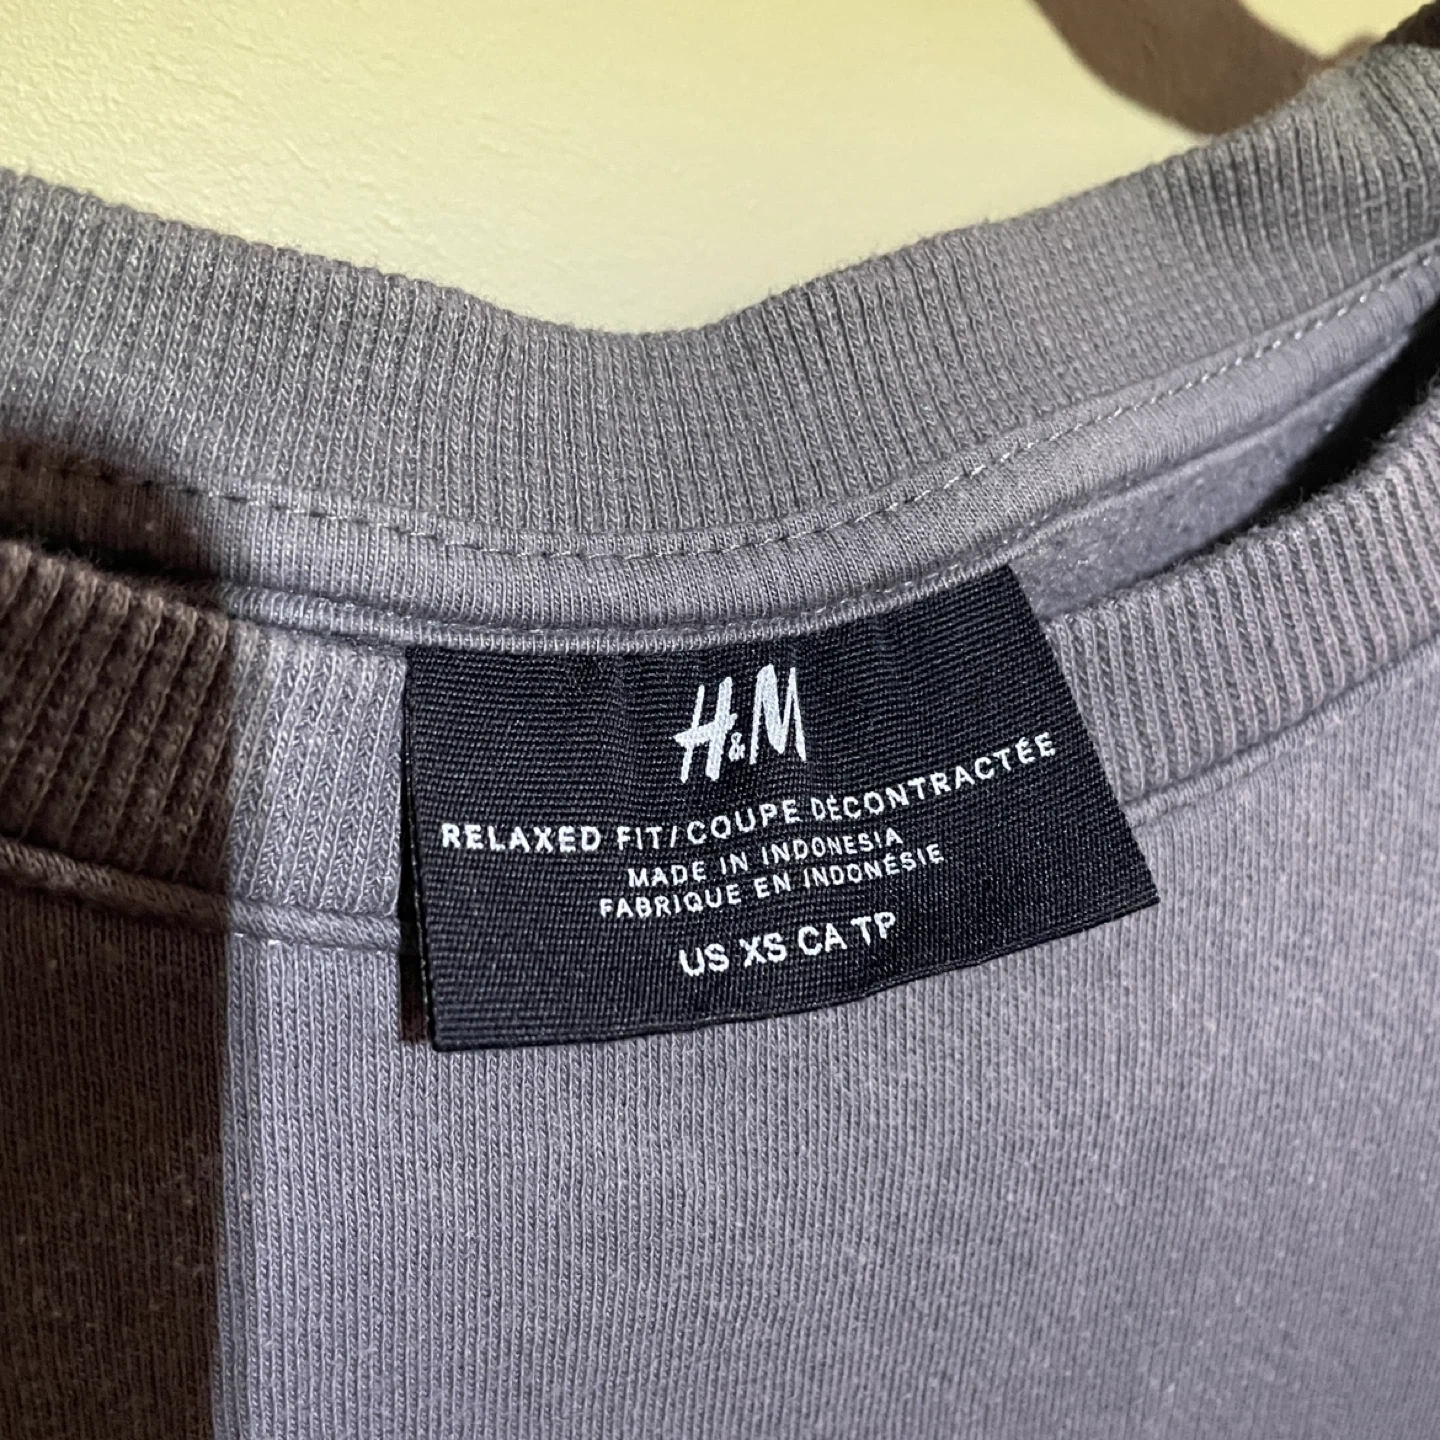 H&M
RELAXED FIT/COUPE DÉCONTRACTÉE
MADE IN INDONESIA
FABRIQUE EN INDONÉSIE
US XS CA TP